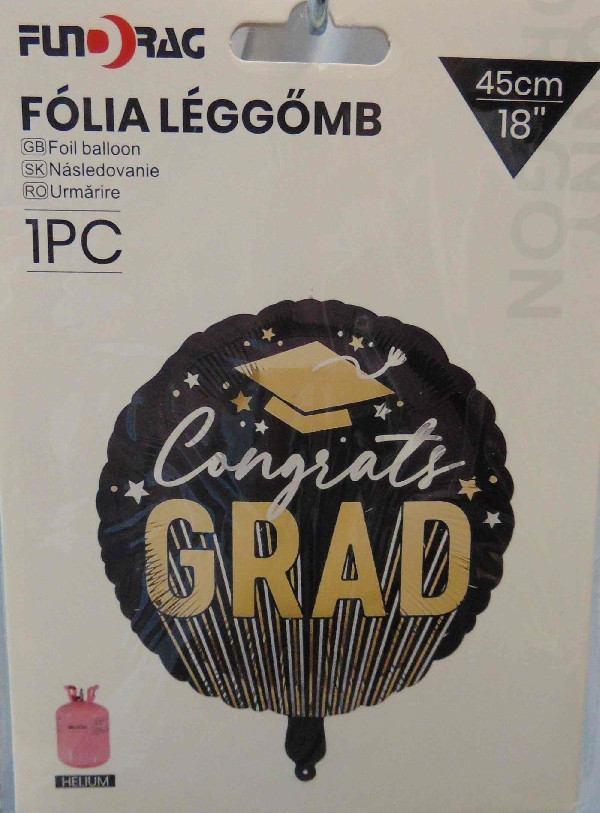 FUNDRAG
FÓLIA LÉGGŐMB
GB Foil balloon
SK Následovanie
RO Urmărire
1PC
45cm
18"
Congrats
GRAD
HELIUM